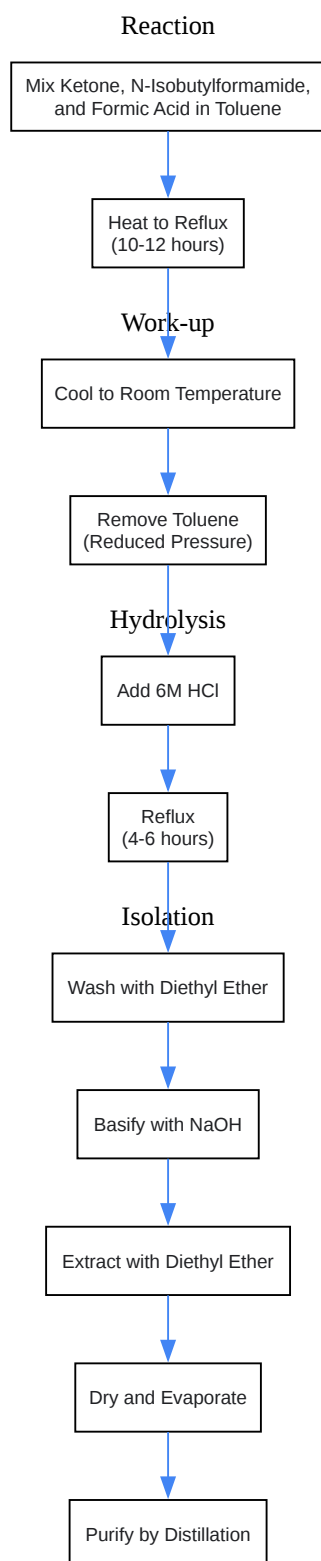 Reaction
Mix Ketone, N-Isobutylformamide,
and Formic Acid in Toluene
Heat to Reflux
(10-12 hours)
Work-up
Cool to Room Temperature
Remove Toluene
(Reduced Pressure)
Hydrolysis
Add 6M HCl
Reflux
(4-6 hours)
Isolation
Wash with Diethyl Ether
Basify with NaOH
Extract with Diethyl Ether
Dry and Evaporate
Purify by Distillation